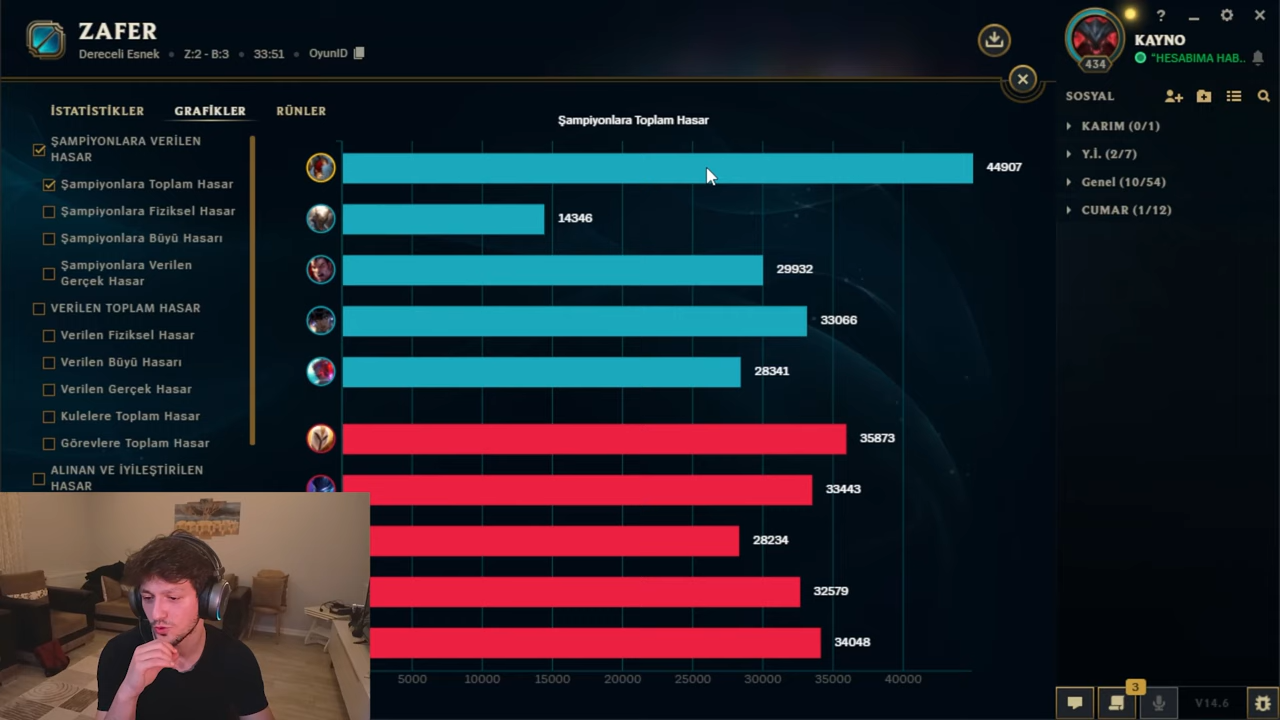 ZAFER
Dereceli Esnek • Z:2 - B:3 • 33:51 • OyunID
?
434
KAYNO
"HESABIMA HAB..
İSTATİSTİKLER
GRAFİKLER
RÜNLER
SOSYAL
KARIM (0/1)
Y.İ. (2/7)
Genel (10/54)
CUMAR (1/12)
ŞAMPİYONLARA VERİLEN
HASAR
Şampiyonlara Toplam Hasar
Şampiyonlara Fiziksel Hasar
Şampiyonlara Büyü Hasarı
Şampiyonlara Verilen
Gerçek Hasar
VERİLEN TOPLAM HASAR
Verilen Fiziksel Hasar
Verilen Büyü Hasarı
Verilen Gerçek Hasar
Kulelere Toplam Hasar
Görevlere Toplam Hasar
ALINAN VE İYİLEŞTİRİLEN
HASAR
Şampiyonlara Toplam Hasar
44907
14346
29932
33066
28341
35873
33443
28234
32579
34048
5000 10000 15000 20000 25000 30000 35000 40000
3
V14.6